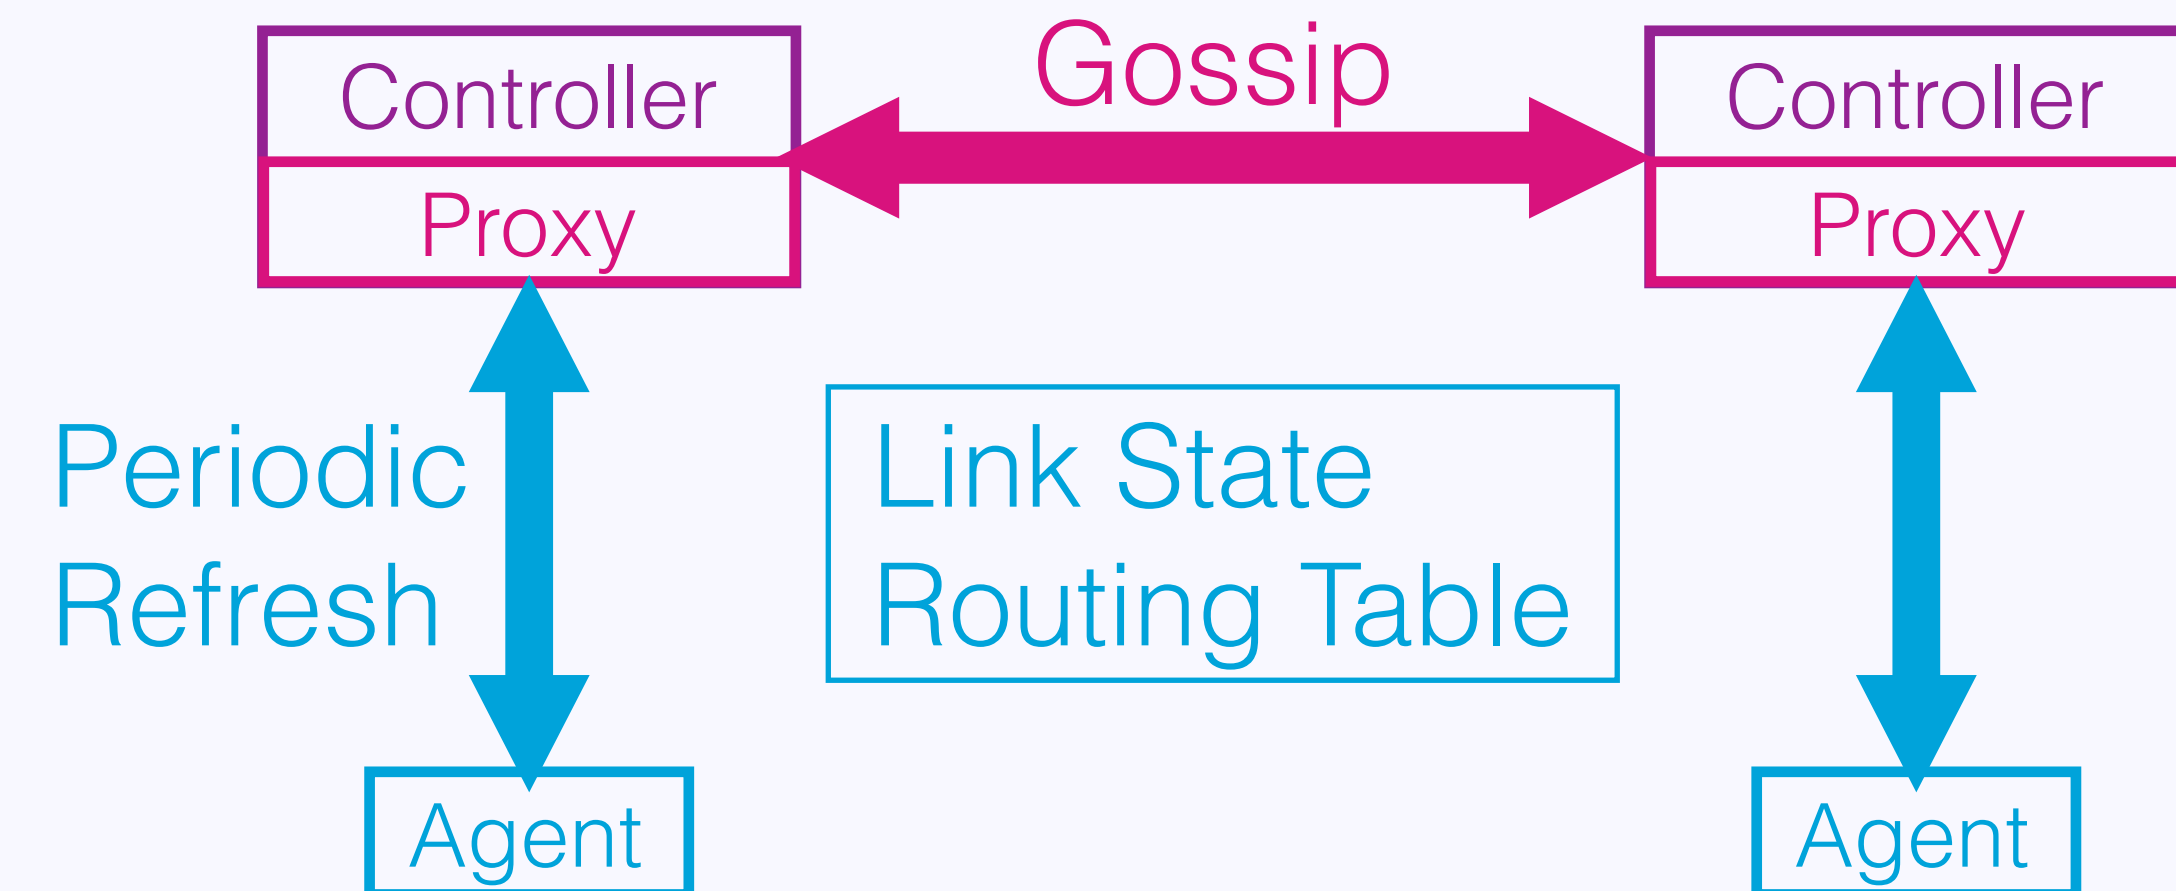 Gossip
Controller
Controller
Proxy
Proxy
Periodic
Refresh
Link State
Routing Table
Agent
Agent